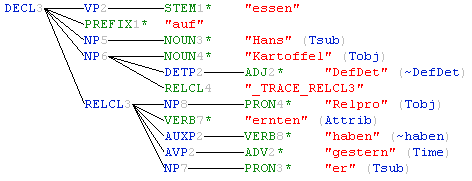 DECL3 VP2 STEM1* "essen"
PREFIX1* "auf"
NP5 NOUN3* "Hans" (Tsub)
NP6 NOUN4* "Kartoffel" (Tobj)
DETP2 ADJ2* "DefDet" (~DefDet)
RELCL4 "_TRACE_RELCL3"
RELCL3 NP8 PRON4* "Relpro" (Tobj)
VERB7* "ernten" (Attrib)
AUXP2 VERB8* "haben" (~haben)
AVP2 ADV2* "gestern" (Time)
NP7 PRON3* "er" (Tsub)